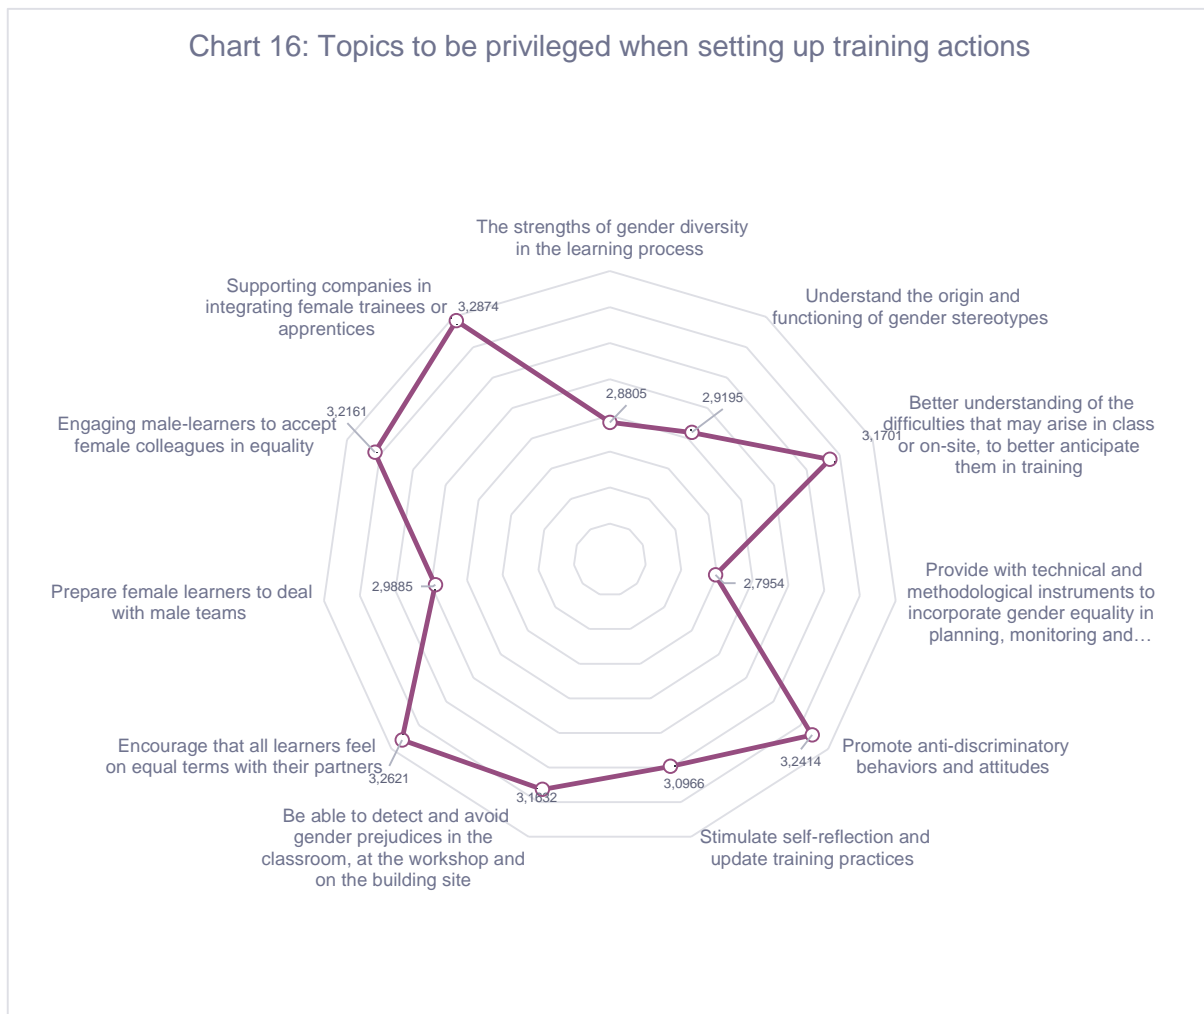 Chart 16: Topics to be privileged when setting up training actions
The strengths of gender diversity
in the learning process
Understand the origin and
functioning of gender stereotypes
Better understanding of the
difficulties that may arise in class
or on-site, to better anticipate
them in training
Provide with technical and
methodological instruments to
incorporate gender equality in
planning, monitoring and…
Promote anti-discriminatory
behaviors and attitudes
Stimulate self-reflection and
update training practices
Be able to detect and avoid
gender prejudices in the
classroom, at the workshop and
on the building site
Encourage that all learners feel
on equal terms with their partners
Prepare female learners to deal
with male teams
Engaging male-learners to accept
female colleagues in equality
Supporting companies in
integrating female trainees or
apprentices
2,8805
2,9195
3,1701
2,7954
3,2414
3,0966
3,2621
2,9885
3,2161
3,2874